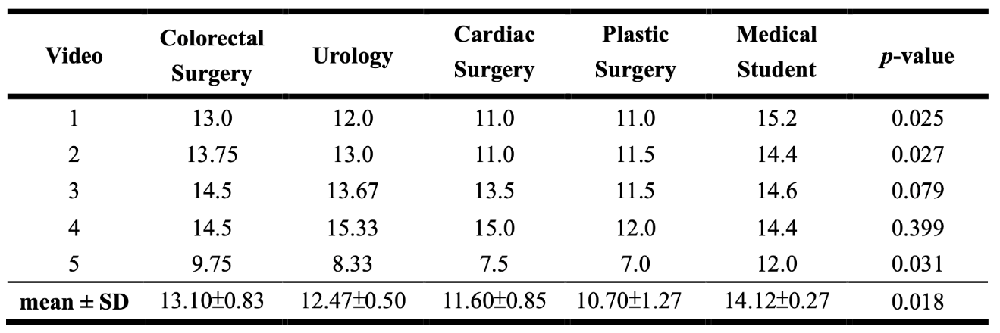 Video Colorectal Surgery Urology Cardiac Surgery Plastic Surgery Medical Student p-value
1 13.0 12.0 11.0 11.0 15.2 0.025
2 13.75 13.0 11.0 11.5 14.4 0.027
3 14.5 13.67 13.5 11.5 14.6 0.079
4 14.5 15.33 15.0 12.0 14.4 0.399
5 9.75 8.33 7.5 7.0 12.0 0.031
mean ± SD 13.10±0.83 12.47±0.50 11.60±0.85 10.70±1.27 14.12±0.27 0.018